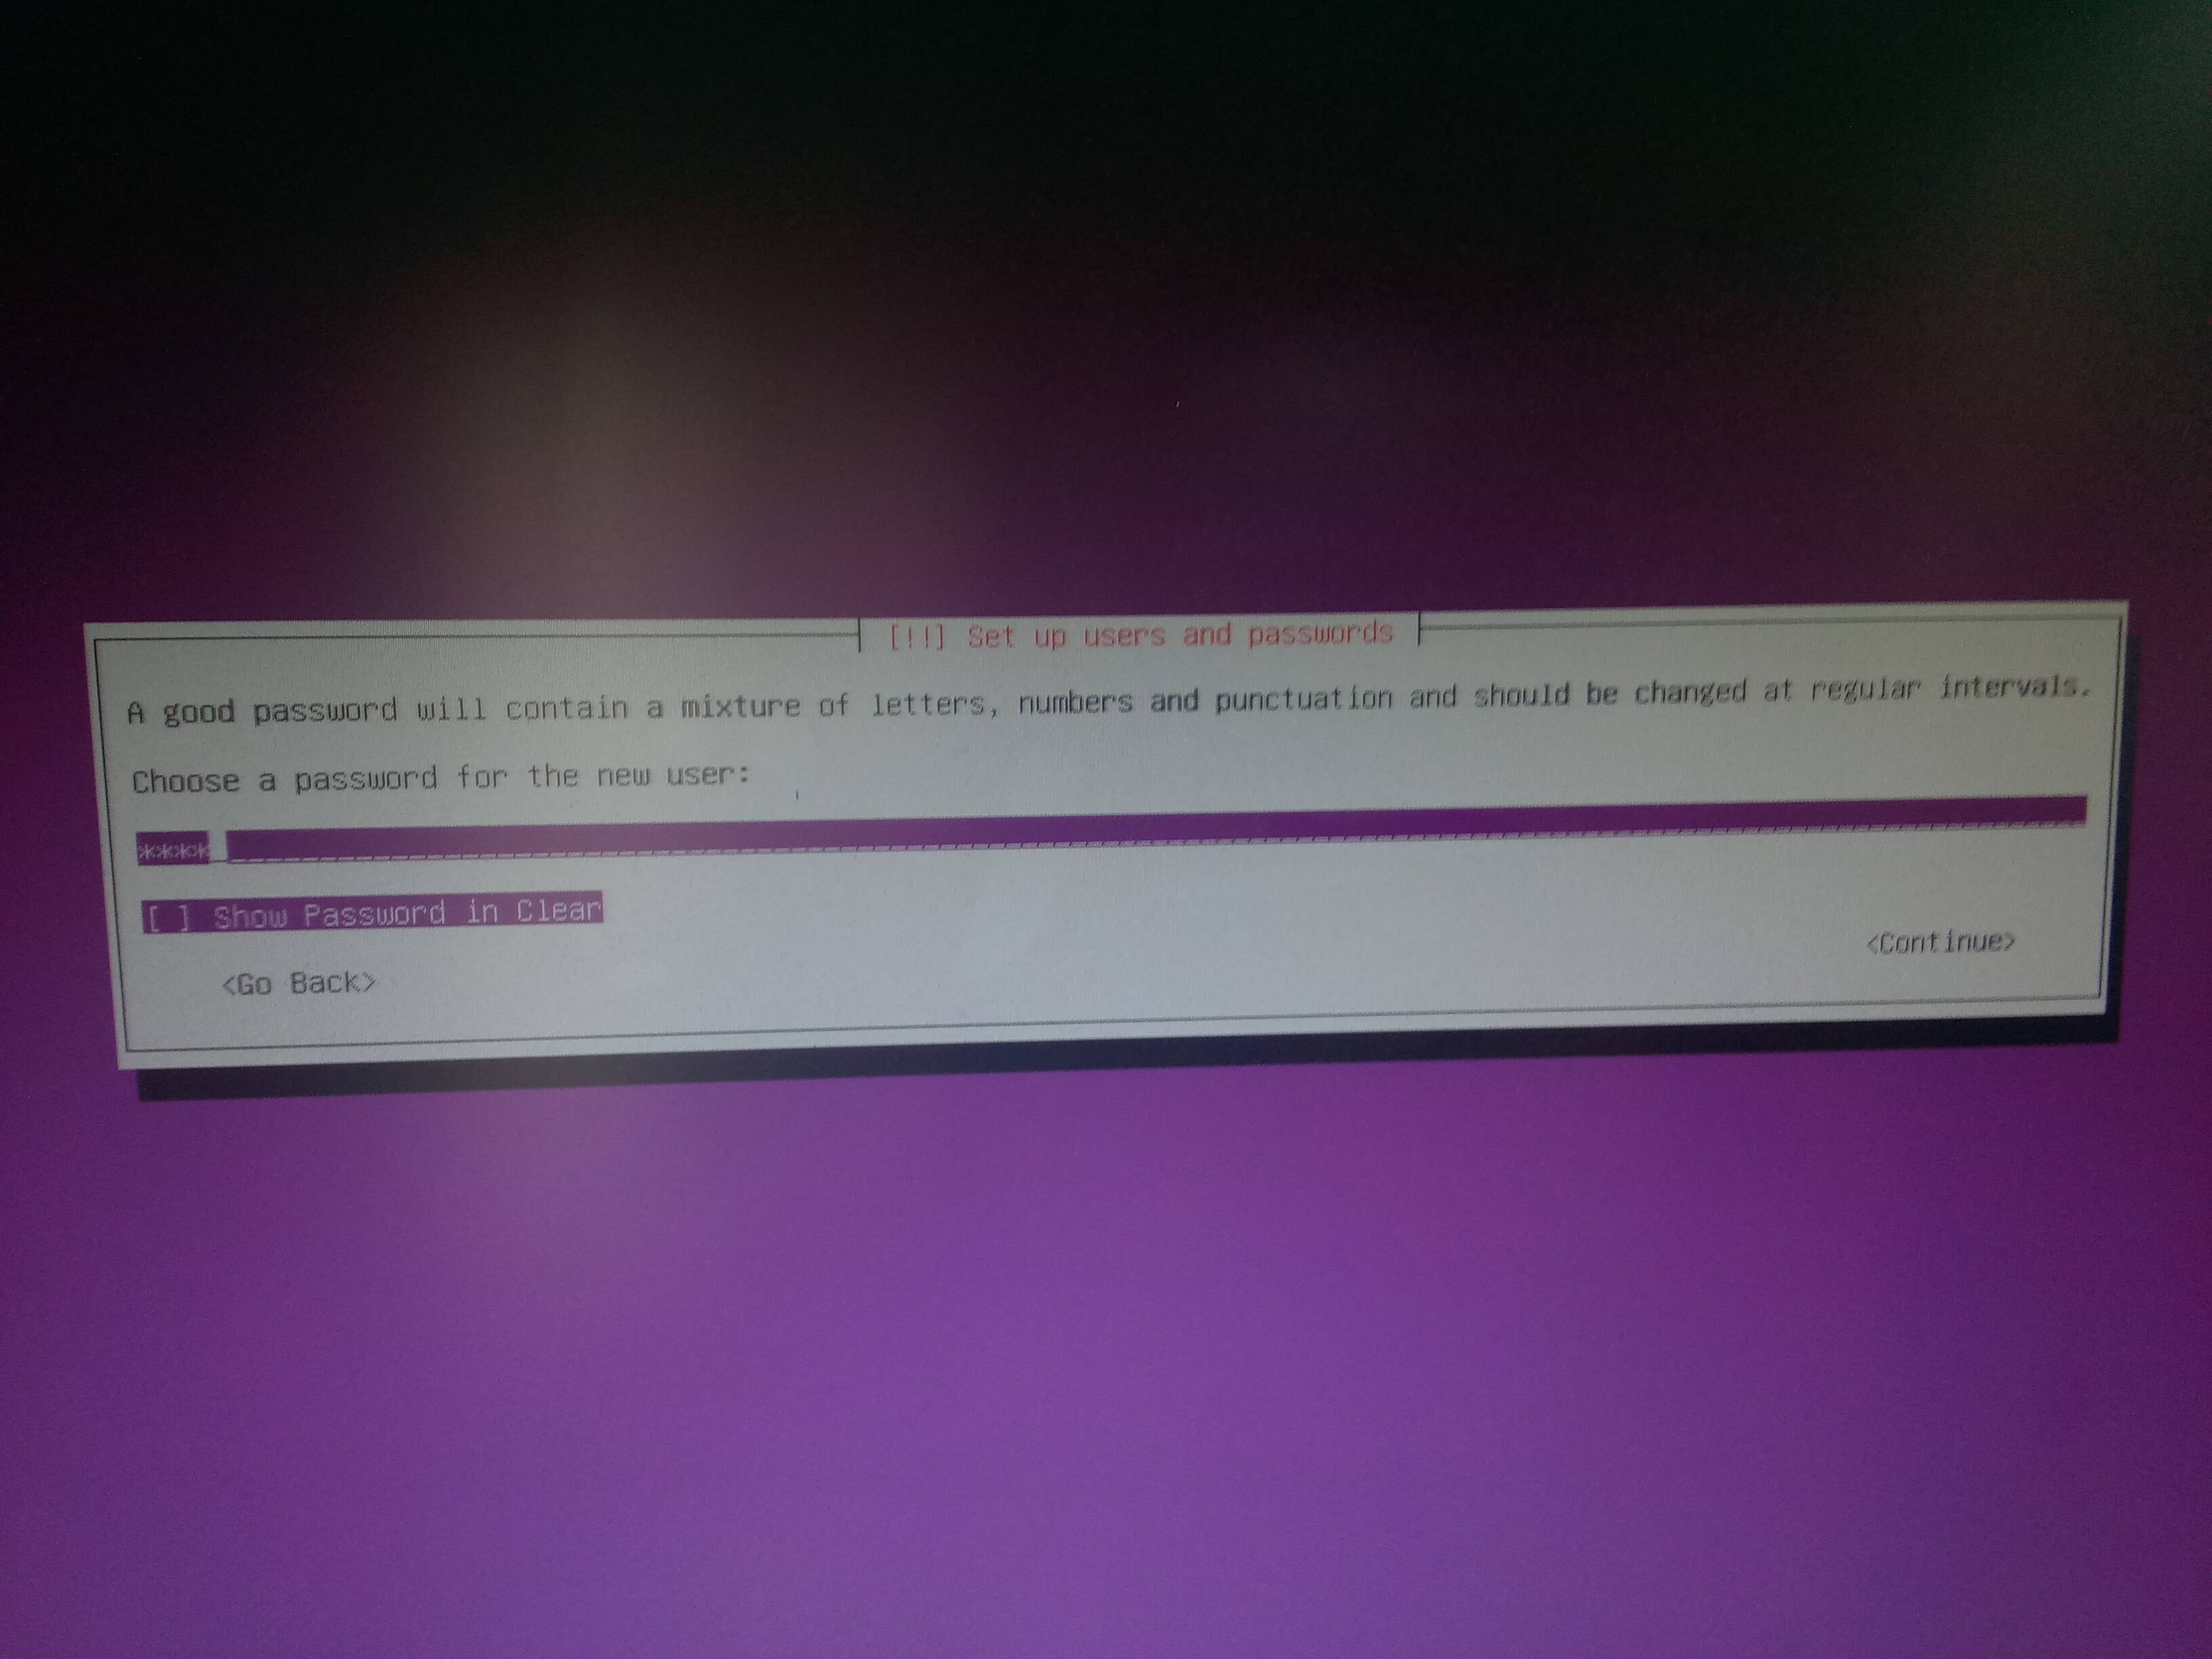 [!!] Set up users and passwords
A good password will contain a mixture of letters, numbers and punctuation and should be changed at regular intervals.
Choose a password for the new user:
****
[ ] Show Password in Clear
<Go Back>
<Continue>